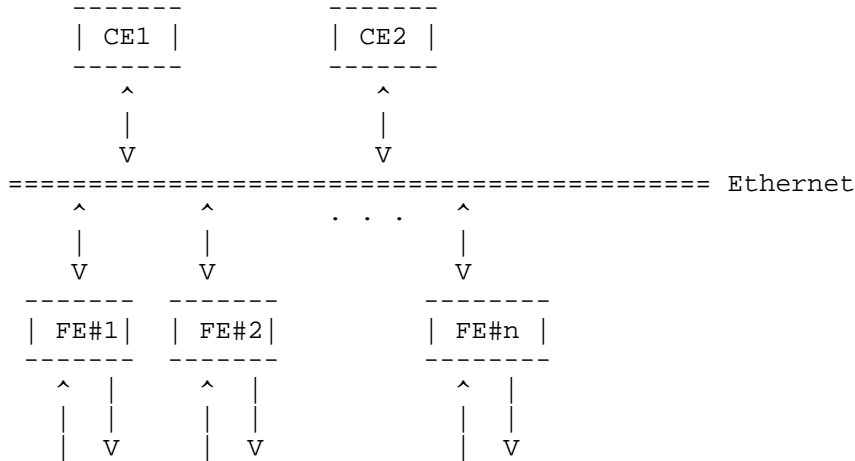 -------          -------
| CE1 |          | CE2 |
-------          -------
^                ^
|                |
V                V
============================================ Ethernet
^       ^       . . .   ^
|       |               |
V       V               V
-------  -------         --------
| FE#1|  | FE#2|         | FE#n |
-------  -------         --------
^  |     ^  |            ^  |
|  |     |  |            |  |
|  V     |  V            |  V